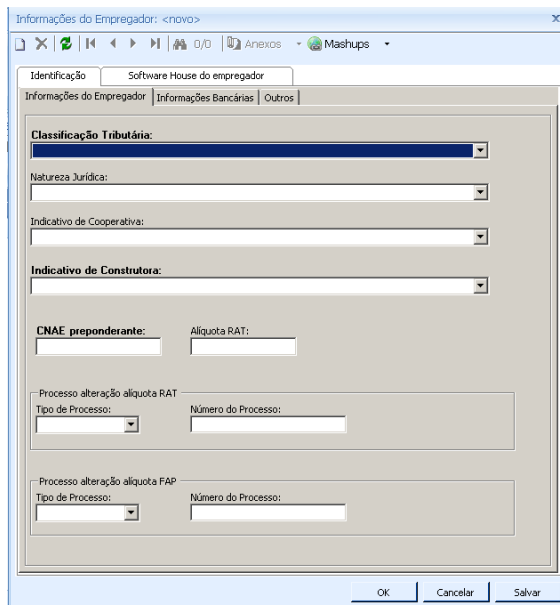 Informações do Empregador: <novo>
0/0 Anexos Mashups
Identificação Software House do empregador
Informações do Empregador Informações Bancárias Outros
Classificação Tributária:
Natureza Jurídica:
Indicativo de Cooperativa:
Indicativo de Construtora:
CNAE preponderante: Alíquota RAT:
Processo alteração alíquota RAT
Tipo de Processo: Número do Processo:
Processo alteração alíquota FAP
Tipo de Processo: Número do Processo:
OK Cancelar Salvar